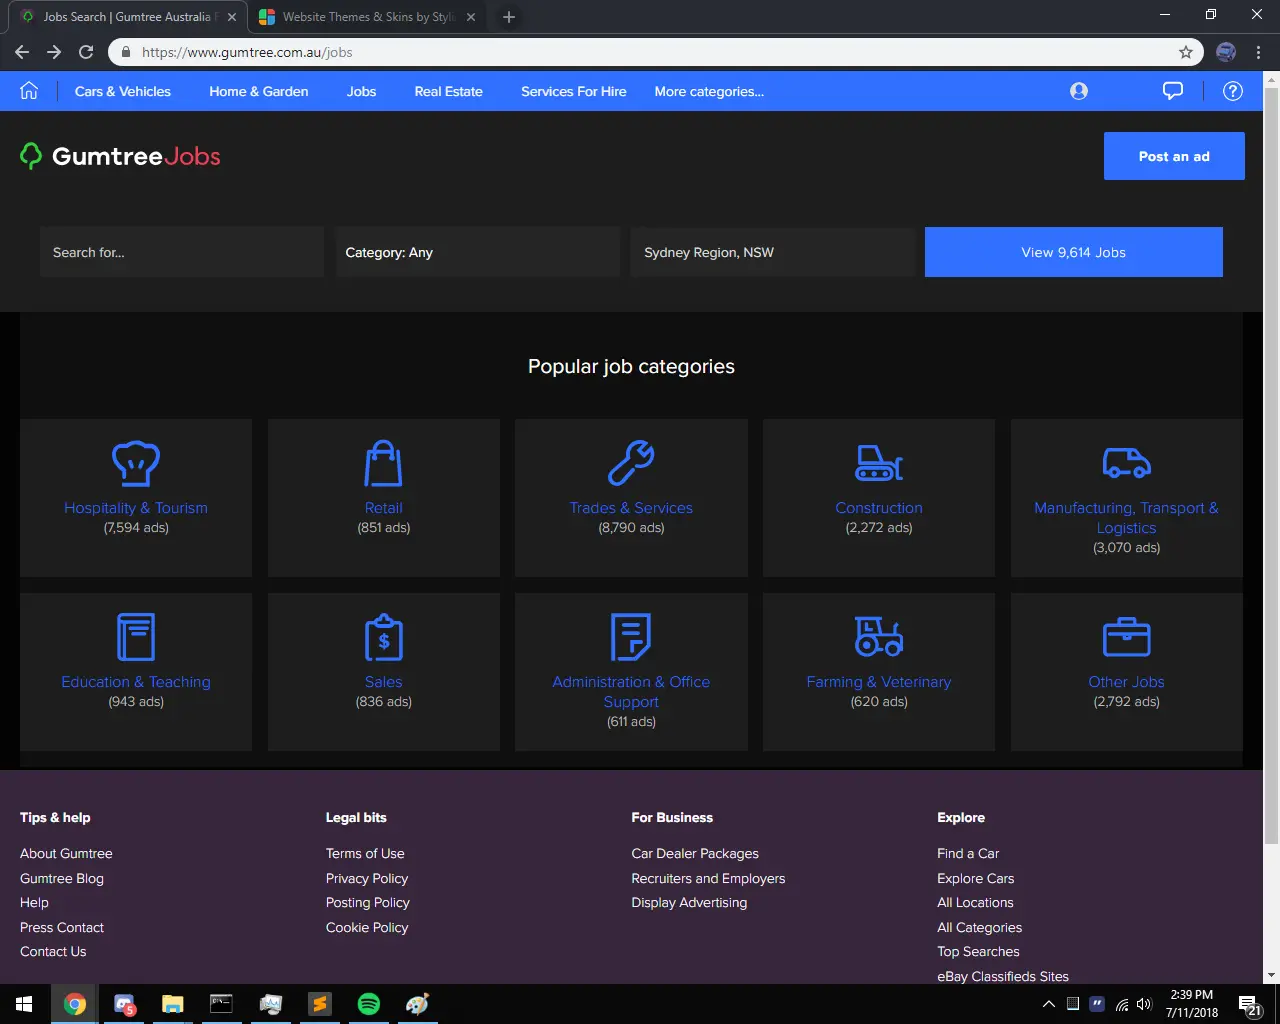 Jobs Search | Gumtree Australia
Website Themes & Skins by Styli
https://www.gumtree.com.au/jobs
Cars & Vehicles
Home & Garden
Jobs
Real Estate
Services For Hire
More categories...
GumtreeJobs
Post an ad
Search for...
Category: Any
Sydney Region, NSW
View 9,614 Jobs
Popular job categories
Hospitality & Tourism
(7,594 ads)
Retail
(851 ads)
Trades & Services
(8,790 ads)
Construction
(2,272 ads)
Manufacturing, Transport &
Logistics
(3,070 ads)
Education & Teaching
(943 ads)
Sales
(836 ads)
Administration & Office
Support
(611 ads)
Farming & Veterinary
(620 ads)
Other Jobs
(2,792 ads)
Tips & help
About Gumtree
Gumtree Blog
Help
Press Contact
Contact Us
Legal bits
Terms of Use
Privacy Policy
Posting Policy
Cookie Policy
For Business
Car Dealer Packages
Recruiters and Employers
Display Advertising
Explore
Find a Car
Explore Cars
All Locations
All Categories
Top Searches
eBay Classifieds Sites
5
2:39 PM
7/11/2018
21